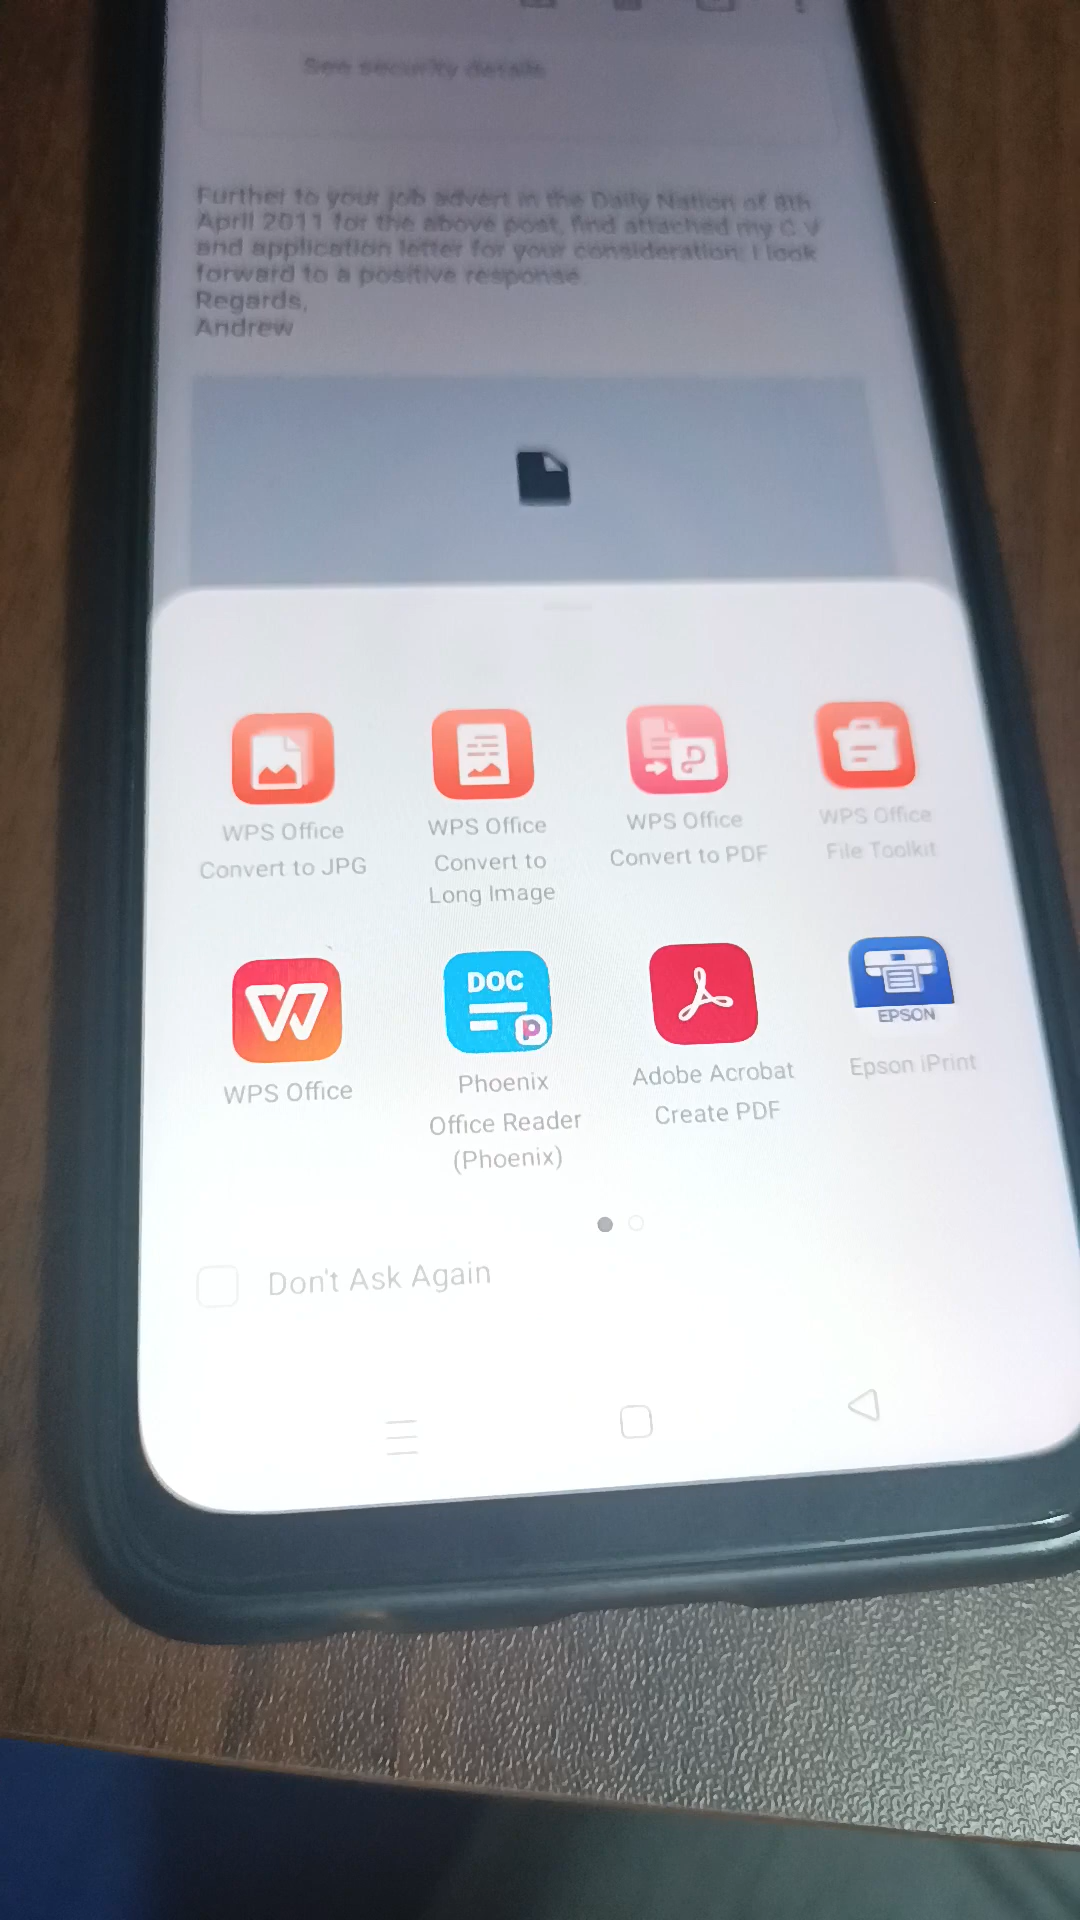 See security details
Further to your job advert in the Daily Nation of 8th
April 2011 for the above post, find attached my C.V
and application letter for your consideration. I look
forward to a positive response.
Regards,
Andrew
WPS Office
Convert to JPG
WPS Office
Convert to
Long Image
WPS Office
Convert to PDF
WPS Office
File Toolkit
WPS Office
DOC
Phoenix
Office Reader
(Phoenix)
Adobe Acrobat
Create PDF
EPSON
Epson iPrint
Don't Ask Again